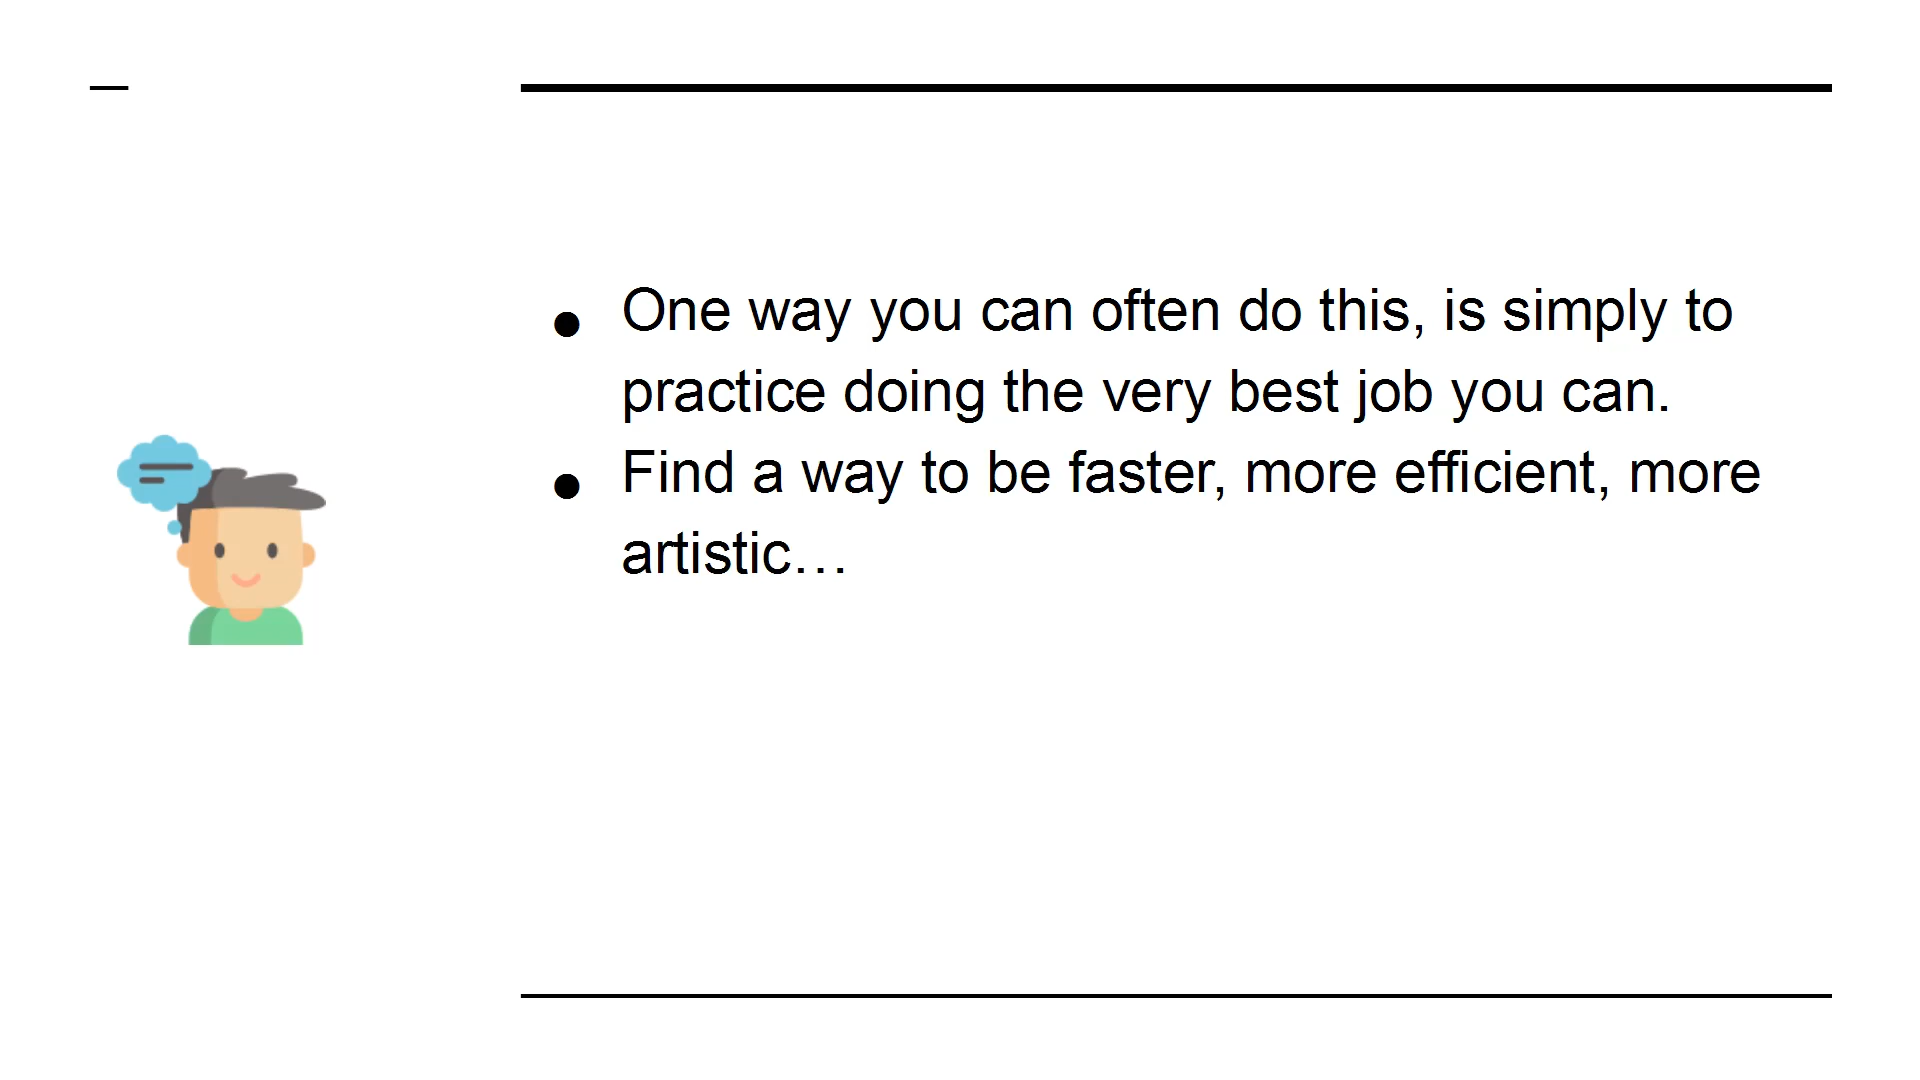 ● One way you can often do this, is simply to
practice doing the very best job you can.
● Find a way to be faster, more efficient, more
artistic…